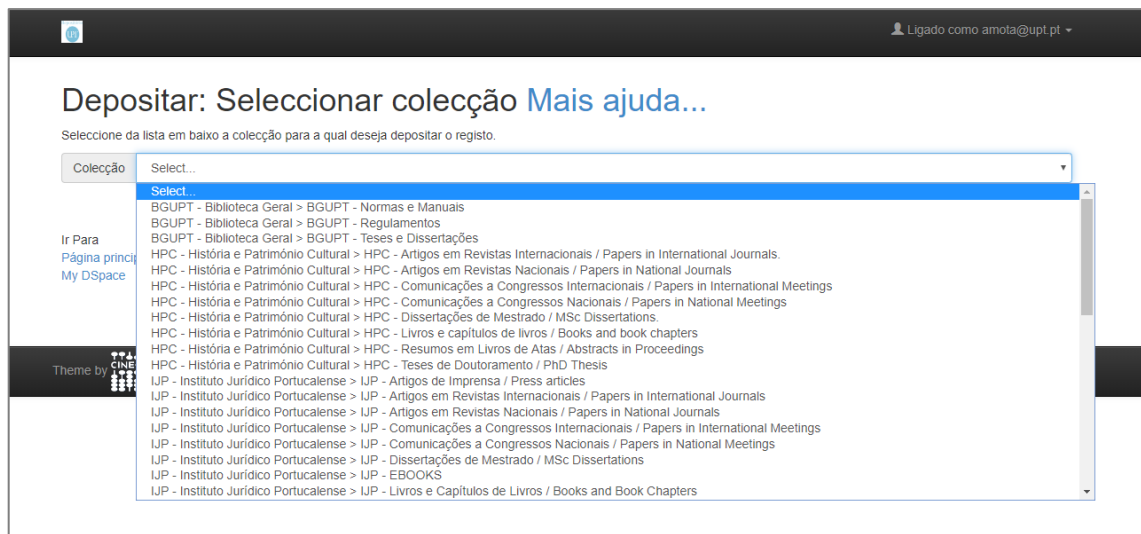 UPT
Ligado como amota@upt.pt
Depositar: Seleccionar colecção Mais ajuda...
Seleccione da lista em baixo a colecção para a qual deseja depositar o registo.
Colecção Select...
Select...
BGUPT - Biblioteca Geral > BGUPT - Normas e Manuais
BGUPT - Biblioteca Geral > BGUPT - Regulamentos
BGUPT - Biblioteca Geral > BGUPT - Teses e Dissertações
HPC - História e Património Cultural > HPC - Artigos em Revistas Internacionais / Papers in International Journals.
HPC - História e Património Cultural > HPC - Artigos em Revistas Nacionais / Papers in National Journals
HPC - História e Património Cultural > HPC - Comunicações a Congressos Internacionais / Papers in International Meetings
HPC - História e Património Cultural > HPC - Comunicações a Congressos Nacionais / Papers in National Meetings
HPC - História e Património Cultural > HPC - Dissertações de Mestrado / MSc Dissertations.
HPC - História e Património Cultural > HPC - Livros e capítulos de livros / Books and book chapters
HPC - História e Património Cultural > HPC - Resumos em Livros de Atas / Abstracts in Proceedings
HPC - História e Património Cultural > HPC - Teses de Doutoramento / PhD Thesis
IJP - Instituto Jurídico Portucalense > IJP - Artigos de Imprensa / Press articles
IJP - Instituto Jurídico Portucalense > IJP - Artigos em Revistas Internacionais / Papers in International Journals
IJP - Instituto Jurídico Portucalense > IJP - Artigos em Revistas Nacionais / Papers in National Journals
IJP - Instituto Jurídico Portucalense > IJP - Comunicações a Congressos Internacionais / Papers in International Meetings
IJP - Instituto Jurídico Portucalense > IJP - Comunicações a Congressos Nacionais / Papers in National Meetings
IJP - Instituto Jurídico Portucalense > IJP - Dissertações de Mestrado / MSc Dissertations
IJP - Instituto Jurídico Portucalense > IJP - EBOOKS
IJP - Instituto Jurídico Portucalense > IJP - Livros e Capítulos de Livros / Books and Book Chapters
Ir Para
Página princip
My DSpace
Theme by CINE